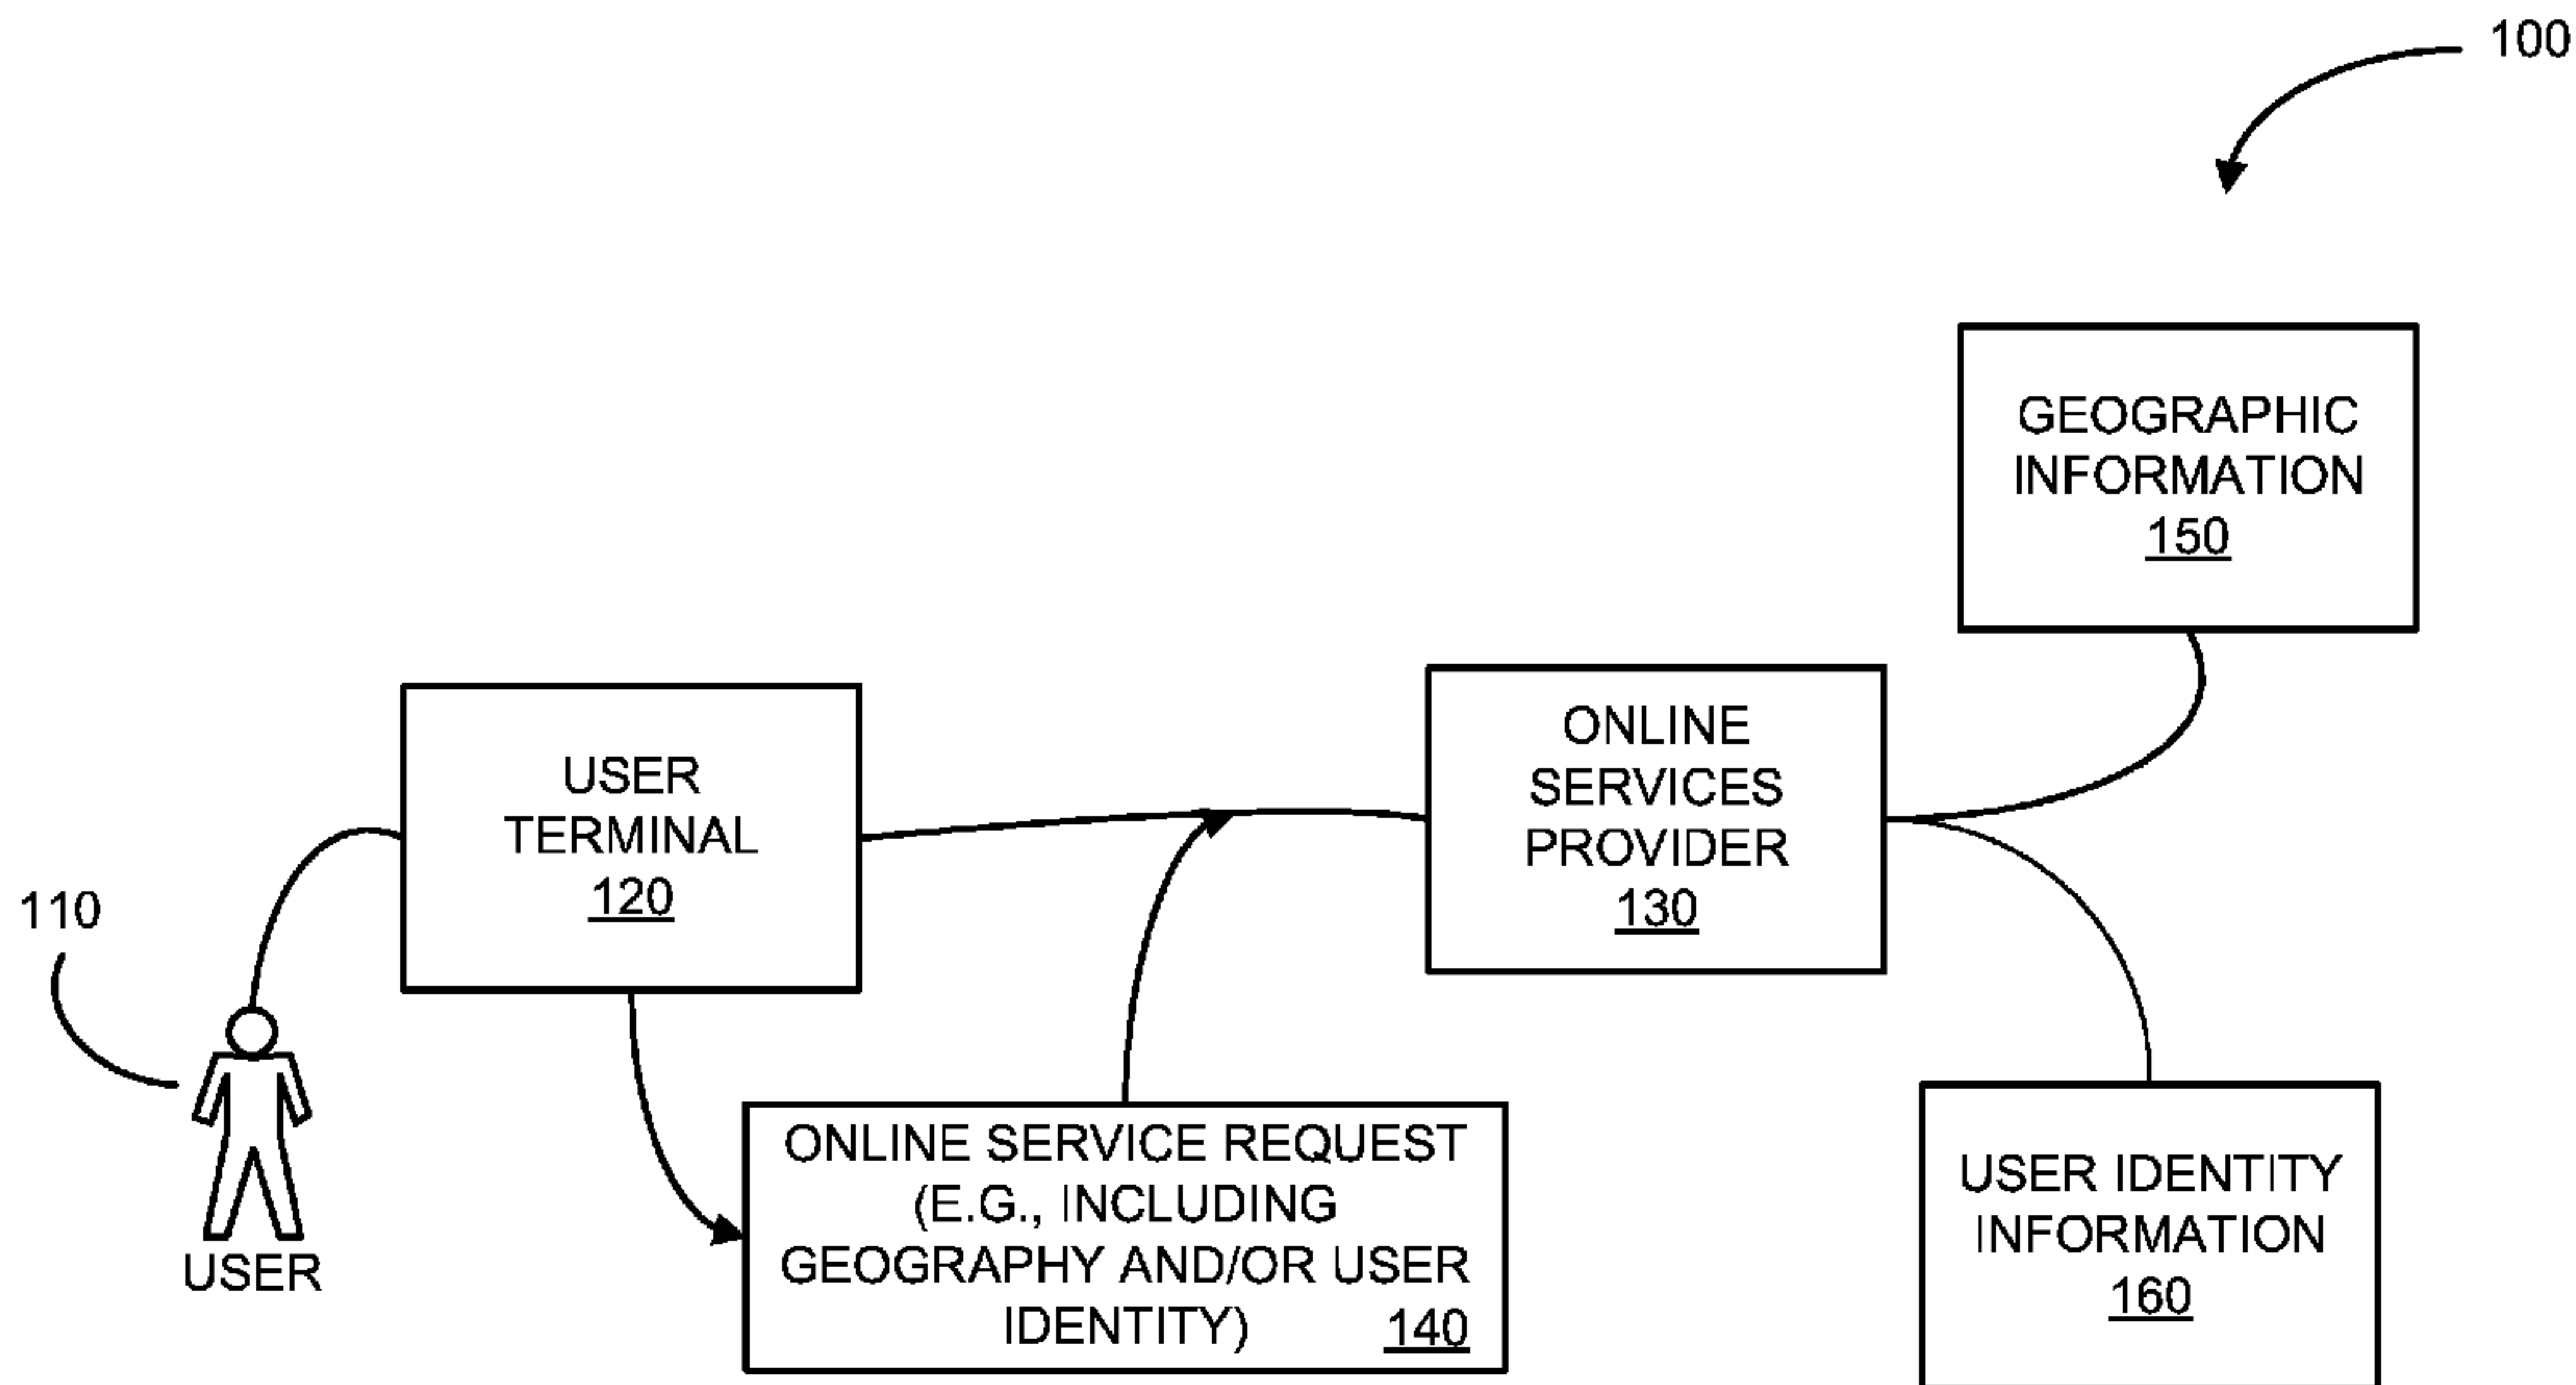 100
GEOGRAPHIC
INFORMATION
150
ONLINE
SERVICES
PROVIDER
130
USER
TERMINAL
120
110
USER
ONLINE SERVICE REQUEST
(E.G., INCLUDING
GEOGRAPHY AND/OR USER
IDENTITY) 140
USER IDENTITY
INFORMATION
160